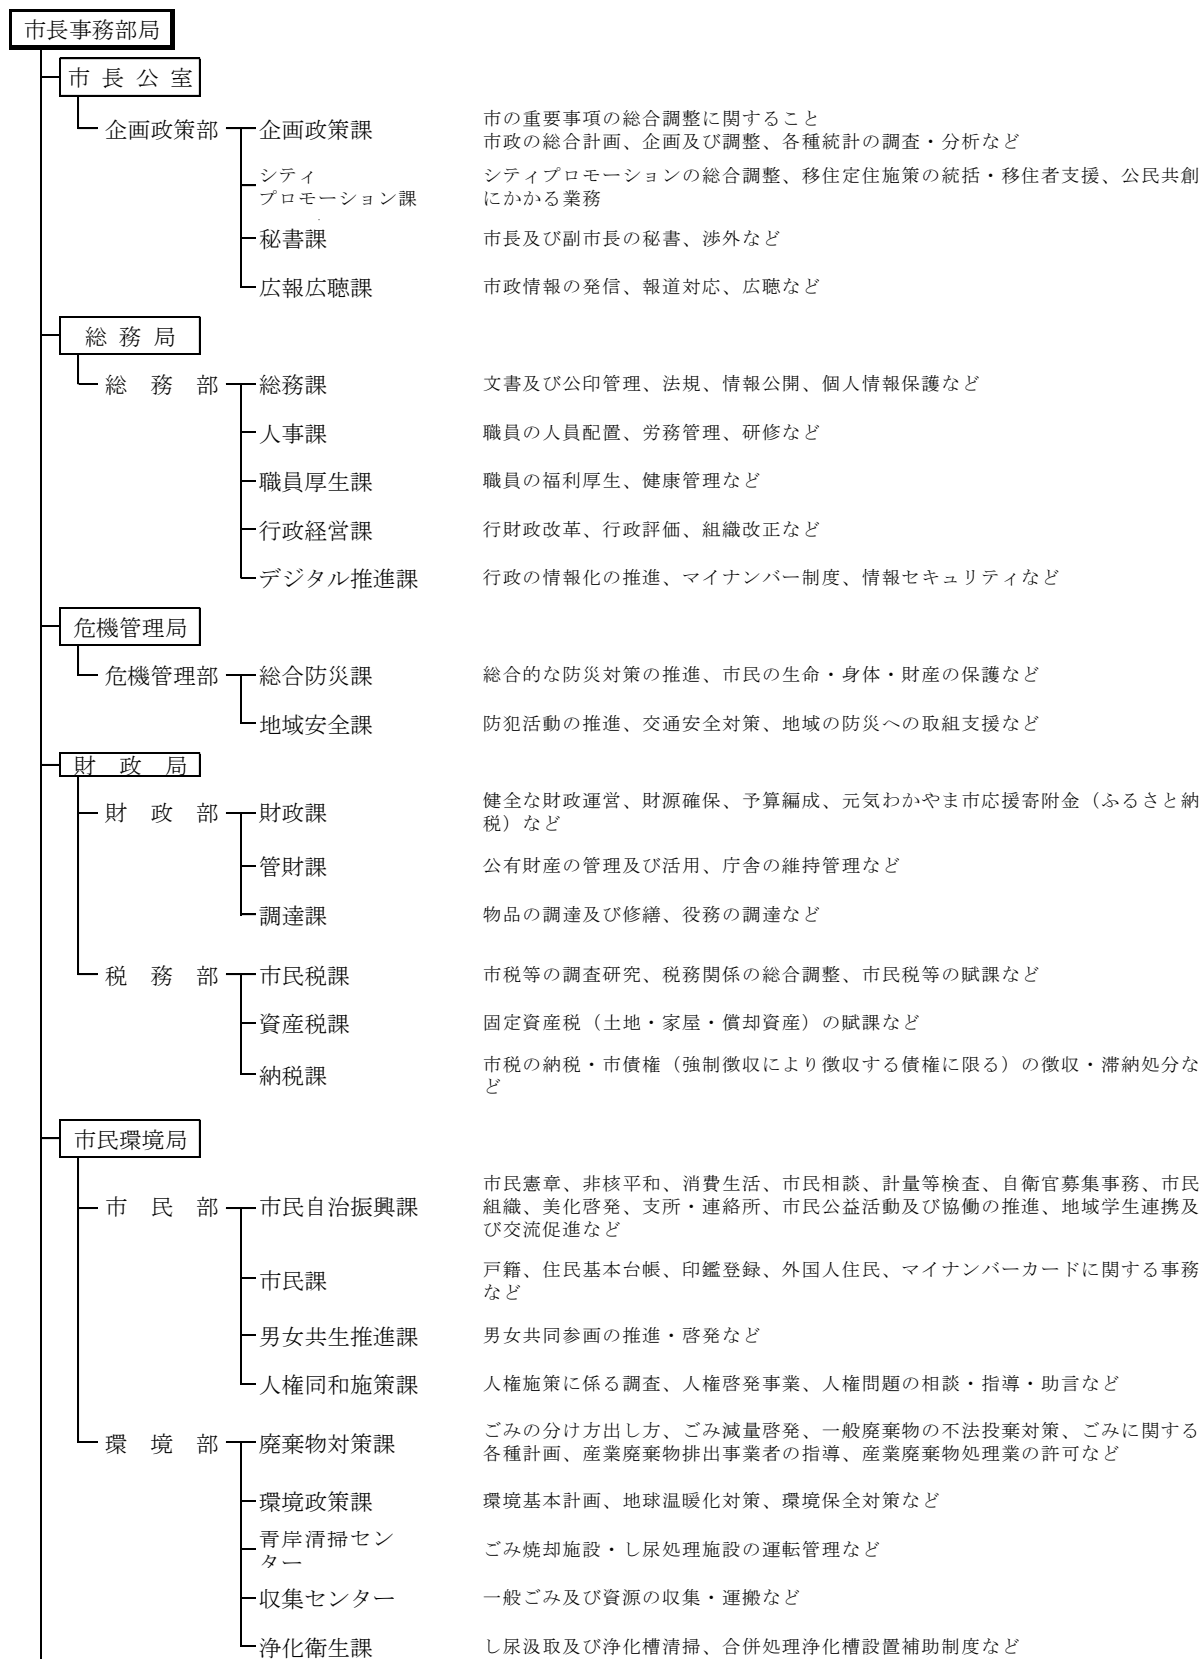 市長事務部局
市長公室
企画政策部 企画政策課 市の重要事項の総合調整に関すること
市政の総合計画、企画及び調整、各種統計の調査・分析など
シティ
プロモーション課
シティプロモーションの総合調整、移住定住施策の統括・移住者支援、公民共創
にかかる業務
秘書課 市長及び副市長の秘書、渉外など
広報広聴課 市政情報の発信、報道対応、広聴など
総務局
総務部 総務課 文書及び公印管理、法規、情報公開、個人情報保護など
人事課 職員の人員配置、労務管理、研修など
職員厚生課 職員の福利厚生、健康管理など
行政経営課 行財政改革、行政評価、組織改正など
デジタル推進課 行政の情報化の推進、マイナンバー制度、情報セキュリティなど
危機管理局
危機管理部 総合防災課 総合的な防災対策の推進、市民の生命・身体・財産の保護など
地域安全課 防犯活動の推進、交通安全対策、地域の防災への取組支援など
財政局
財政部 財政課 健全な財政運営、財源確保、予算編成、元気わかやま市応援寄附金（ふるさと納
税）など
管財課 公有財産の管理及び活用、庁舎の維持管理など
調達課 物品の調達及び修繕、役務の調達など
税務部 市民税課 市税等の調査研究、税務関係の総合調整、市民税等の賦課など
資産税課 固定資産税（土地・家屋・償却資産）の賦課など
納税課 市税の納税・市債権（強制徴収により徴収する債権に限る）の徴収・滞納処分な
ど
市民環境局
市民部 市民自治振興課 市民憲章、非核平和、消費生活、市民相談、計量等検査、自衛官募集事務、市民
組織、美化啓発、支所・連絡所、市民公益活動及び協働の推進、地域学生連携及
び交流促進など
市民課 戸籍、住民基本台帳、印鑑登録、外国人住民、マイナンバーカードに関する事務
など
男女共生推進課 男女共同参画の推進・啓発など
人権同和施策課 人権施策に係る調査、人権啓発事業、人権問題の相談・指導・助言など
環境部 廃棄物対策課 ごみの分け方出し方、ごみ減量啓発、一般廃棄物の不法投棄対策、ごみに関する
各種計画、産業廃棄物排出事業者の指導、産業廃棄物処理業の許可など
環境政策課 環境基本計画、地球温暖化対策、環境保全対策など
青岸清掃セン
ター
ごみ焼却施設・し尿処理施設の運転管理など
収集センター 一般ごみ及び資源の収集・運搬など
浄化衛生課 し尿汲取及び浄化槽清掃、合併処理浄化槽設置補助制度など